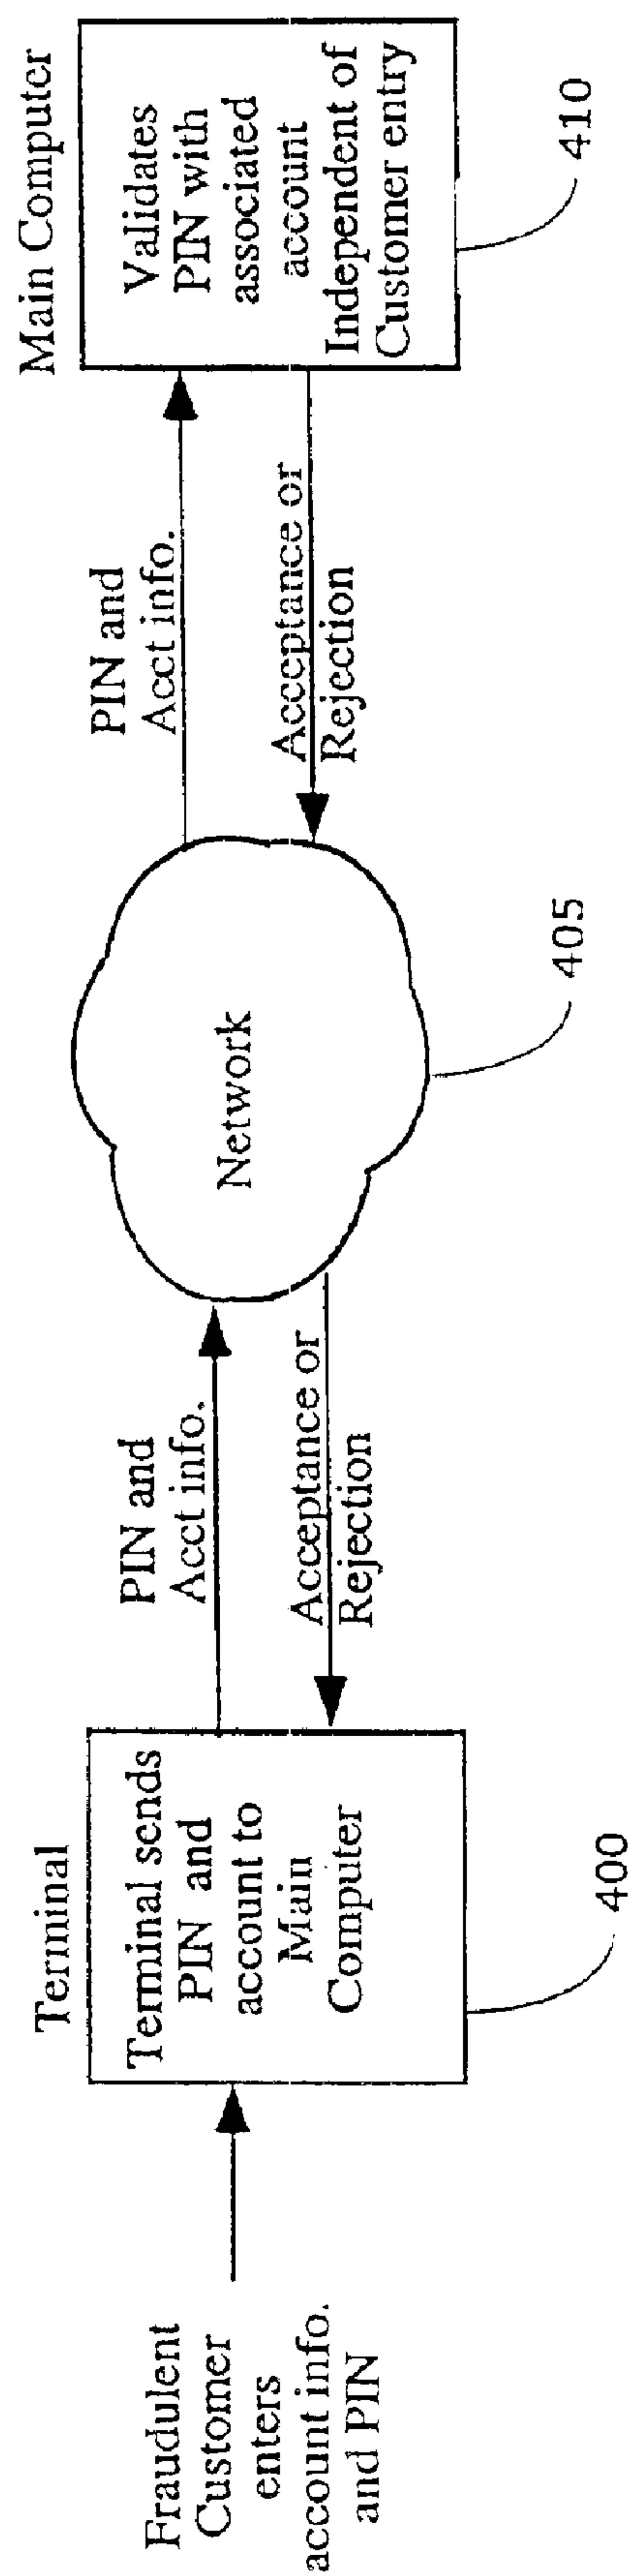 Fraudulent
Customer
enters
account info.
and PIN
Terminal
Terminal sends
PIN and
account to
Main
Computer
400
PIN and
Acct info.
Acceptance or
Rejection
Network
405
PIN and
Acct info.
Acceptance or
Rejection
Main Computer
Validates
PIN with
associated
account
Independent of
Customer entry
410